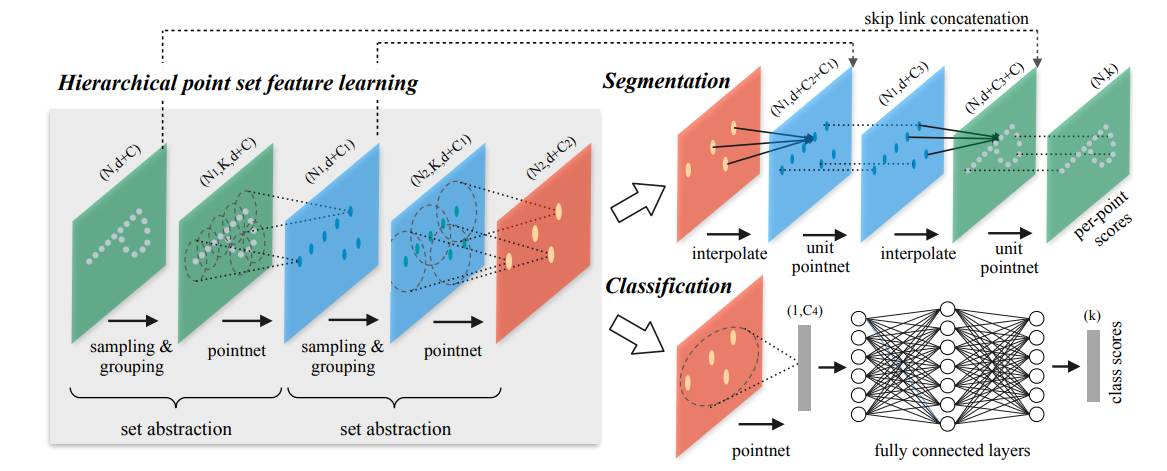 skip link concatenation
Hierarchical point set feature learning
Segmentation
(N,d+C)
(N1,K,d+C)
(N1,d+C1)
(N2,K,d+C1)
(N2,d+C2)
(N1,d+C2+C1)
(N1,d+C3)
(N,d+C3+C)
(N,k)
per-point
scores
interpolate
unit
pointnet
interpolate
unit
pointnet
Classification
sampling &
grouping
pointnet
sampling &
grouping
pointnet
set abstraction
set abstraction
(1,C4)
(k)
class scores
pointnet
fully connected layers